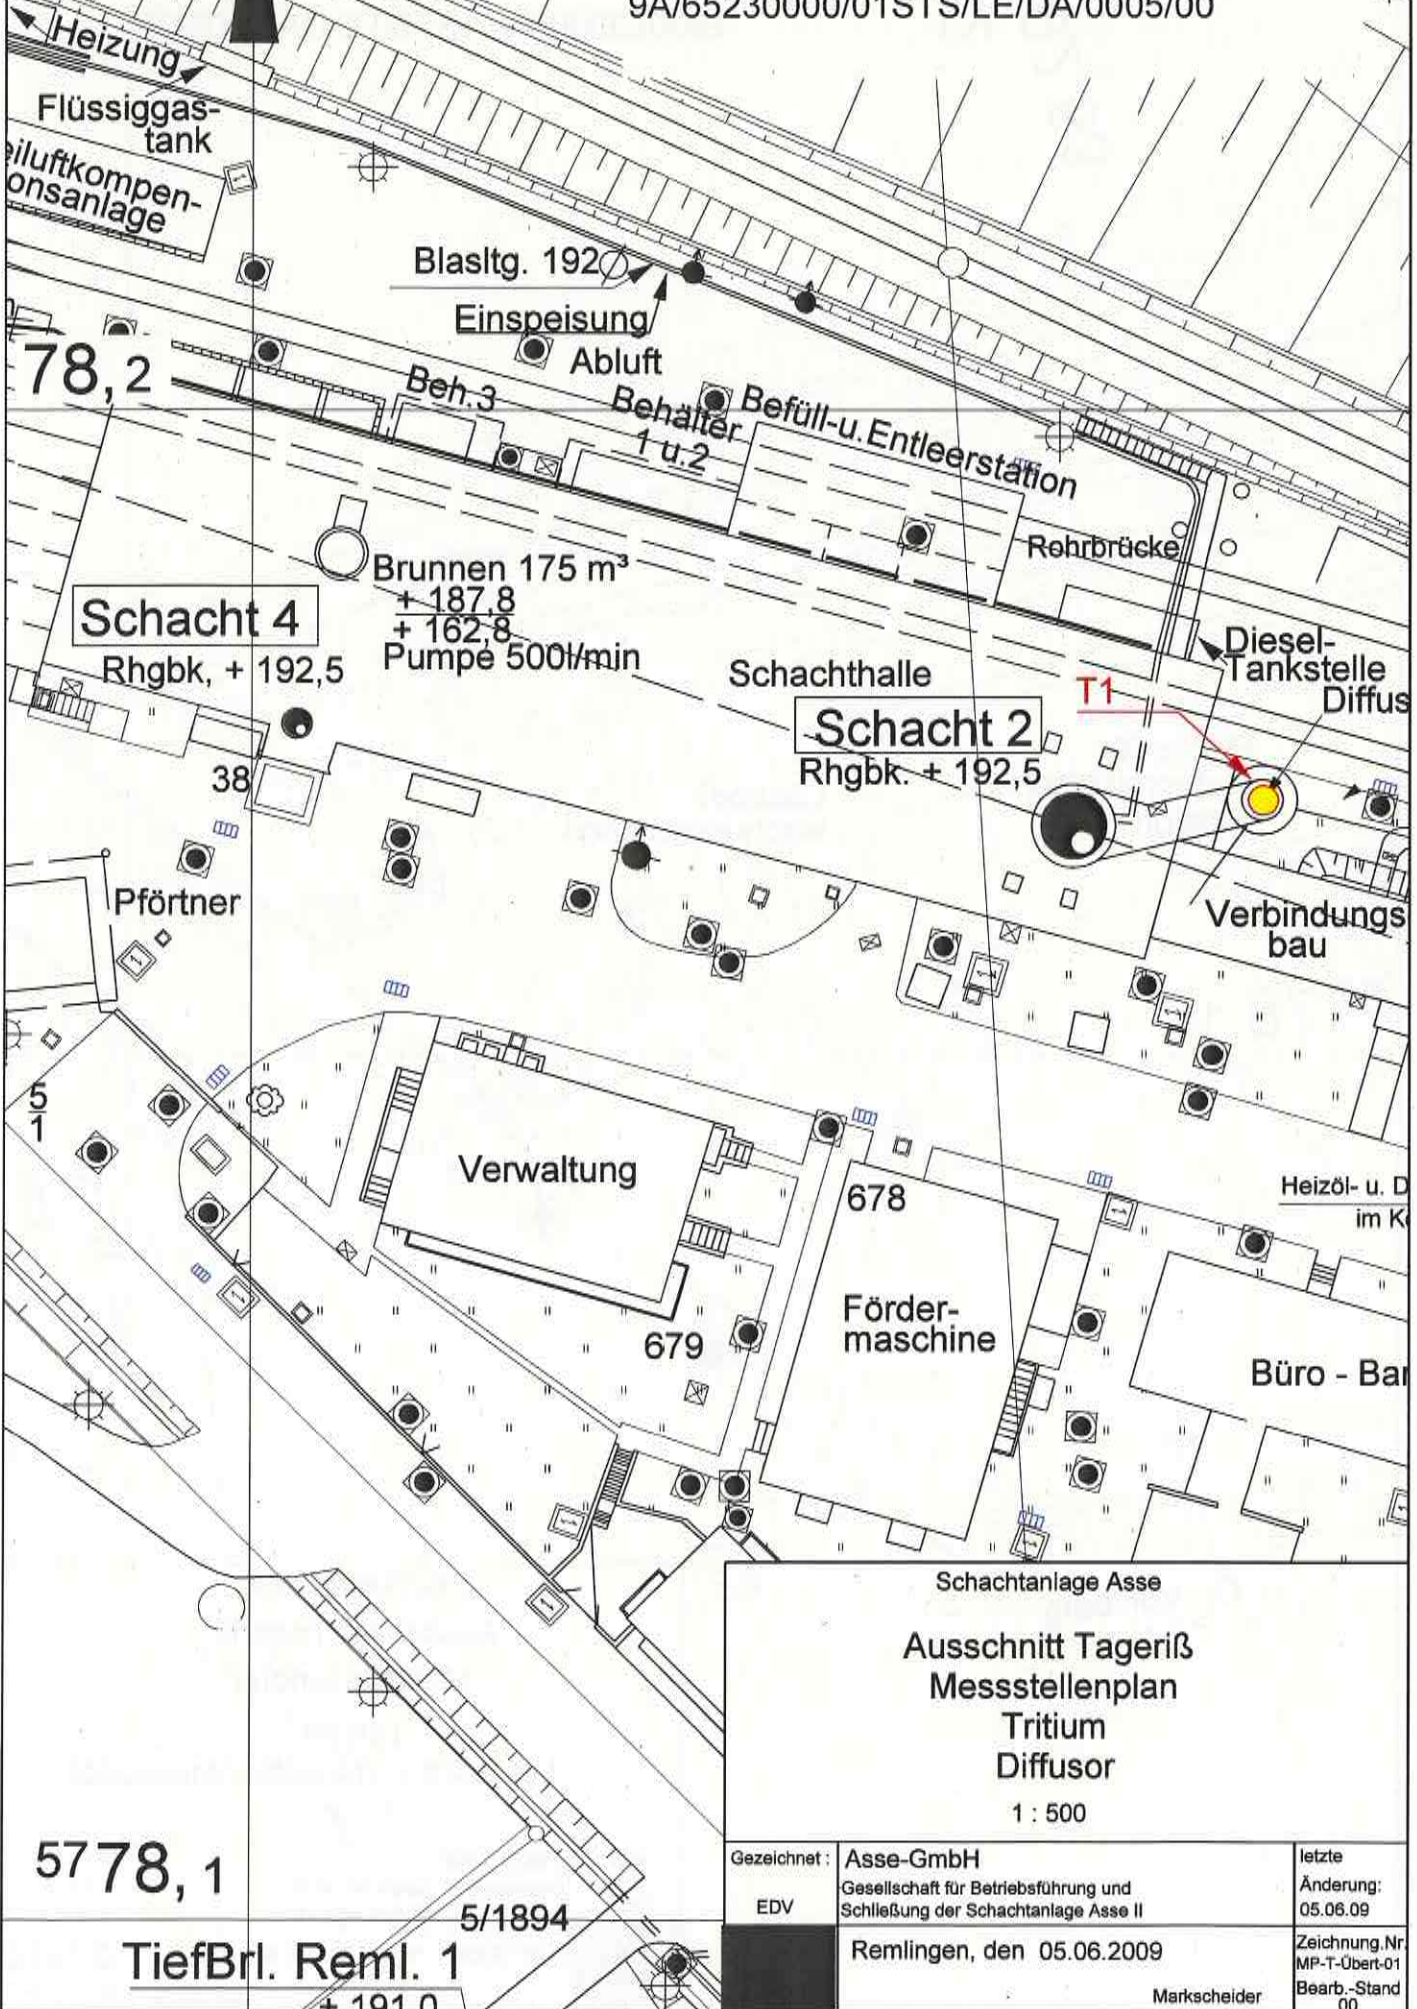 9A/65230000/01STS/LE/DA/0005/00
Heizung
Flüssiggas-
tank
eiluftkompen-
onsanlage
Blasltg. 192
Einspeisung
Abluft
78,2
Beh.3
Behälter
1 u.2
Befüll-u.Entleerstation
Rohrbrücke
Brunnen 175 m³
+ 187,8
+ 162,8
Pumpe 500l/min
Schacht 4
Rhgbk, + 192,5
Schachthalle
Schacht 2
Rhgbk. + 192,5
T1
Diesel-
Tankstelle
Diffus
38
Pförtner
Verbindungs
bau
5
1
Verwaltung
678
Heizöl- u. D
im K
Förder-
maschine
679
Büro - Bar
Schachtanlage Asse
Ausschnitt Tageriß
Messstellenplan
Tritium
Diffusor
1 : 500
5778,1
5/1894
TiefBrl. Reml. 1
+ 191,0
Gezeichnet :
EDV
Asse-GmbH
Gesellschaft für Betriebsführung und
Schließung der Schachtanlage Asse II
letzte
Änderung:
05.06.09
Remlingen, den 05.06.2009
Markscheider
Zeichnung.Nr.
MP-T-Übert-01
Bearb.-Stand
00